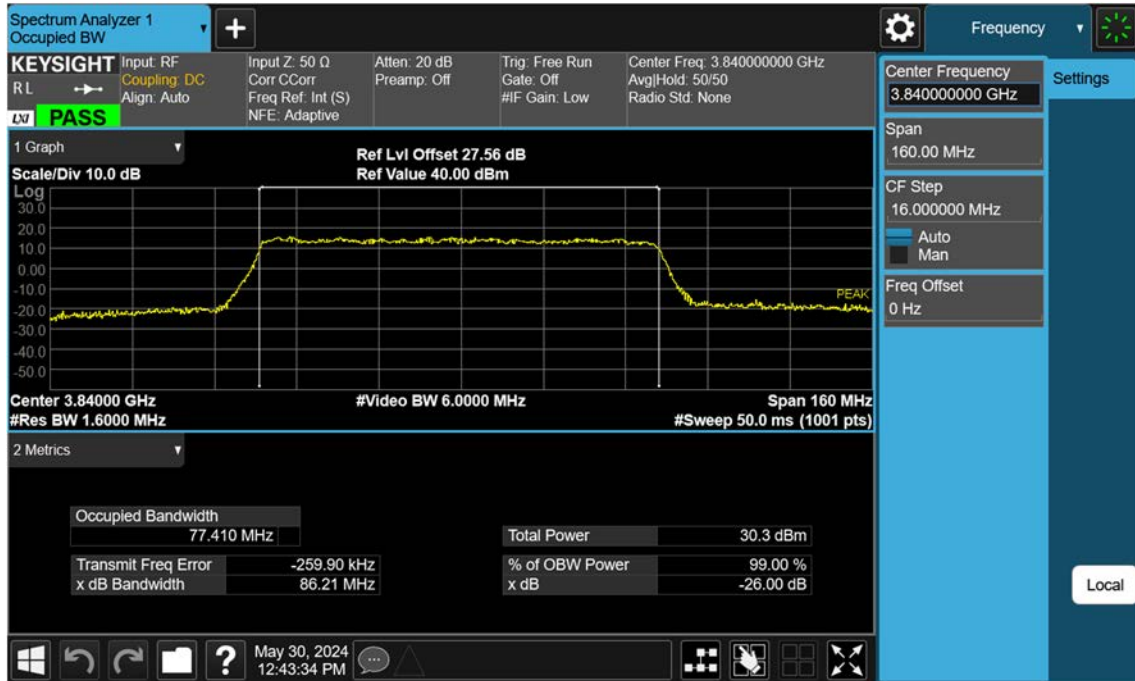 Spectrum Analyzer 1
Occupied BW
+
Frequency
KEYSIGHT
R L
LXI PASS
Input: RF
Coupling: DC
Align: Auto
Input Z: 50 Ω
Corr CCorr
Freq Ref: Int (S)
NFE: Adaptive
Atten: 20 dB
Preamp: Off
Trig: Free Run
Gate: Off
#IF Gain: Low
Center Freq: 3.840000000 GHz
Avg|Hold: 50/50
Radio Std: None
Center Frequency
3.840000000 GHz
Settings
Span
160.00 MHz
CF Step
16.000000 MHz
Auto
Man
Freq Offset
0 Hz
Local
1 Graph
Scale/Div 10.0 dB
Ref Lvl Offset 27.56 dB
Ref Value 40.00 dBm
Log
30.0
20.0
10.0
0.00
-10.0
-20.0
-30.0
-40.0
-50.0
PEAK
Center 3.84000 GHz
#Video BW 6.0000 MHz
Span 160 MHz
#Res BW 1.6000 MHz
#Sweep 50.0 ms (1001 pts)
2 Metrics
Occupied Bandwidth
77.410 MHz
Total Power 30.3 dBm
Transmit Freq Error -259.90 kHz
% of OBW Power 99.00 %
x dB Bandwidth 86.21 MHz
x dB -26.00 dB
?
May 30, 2024
12:43:34 PM